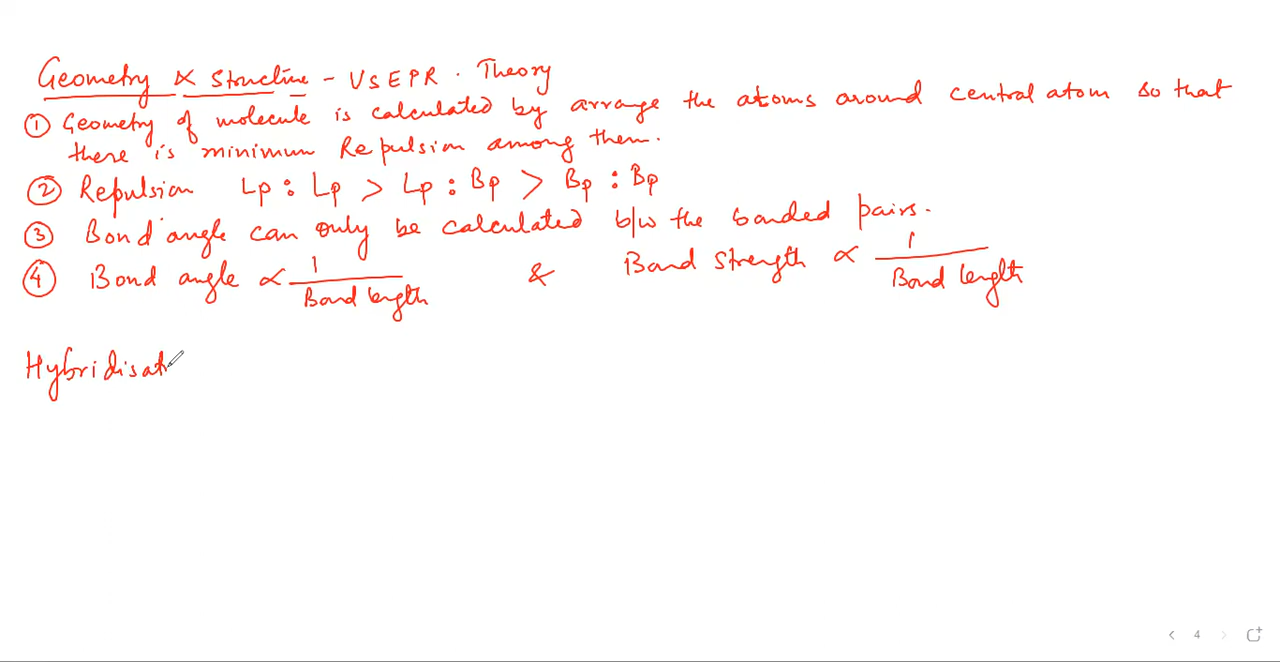 Geometry & Structure - VSEPR. Theory
① Geometry of molecule is calculated by arrange the atoms around central atom so that
there is minimum Repulsion among them.
② Repulsion Lp : Lp > Lp : Bp > Bp : Bp
③ Bond angle can only be calculated b/w the bonded pairs.
④ Bond angle ∝ 1/Bond length & Bond Strength ∝ 1/Bond length
Hybridisat
< 4 >